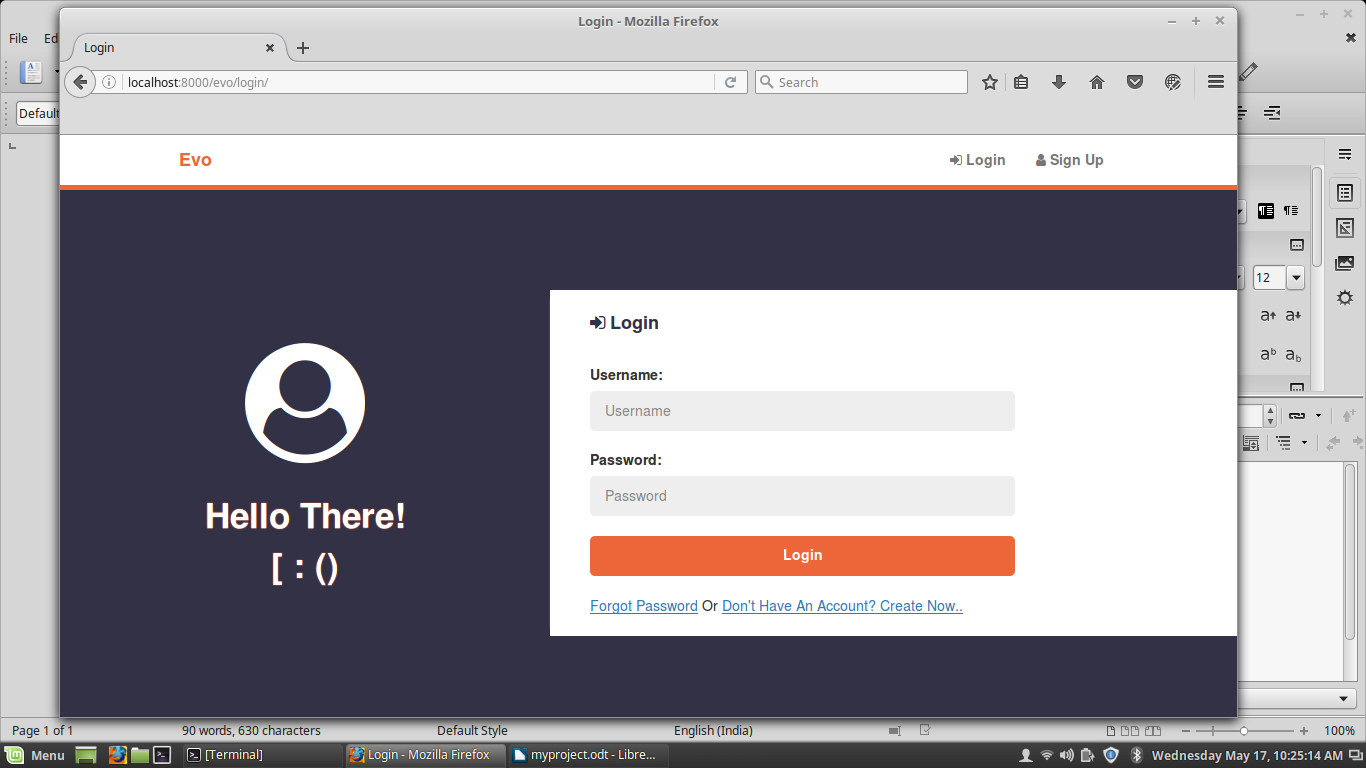 Login - Mozilla Firefox
File Ed
Login
localhost:8000/evo/login/
Search
Default
Evo
Login Sign Up
12
Login
Username:
Username
Password:
Password
Login
Forgot Password Or Don't Have An Account? Create Now..
Hello There!
[ : ()
Page 1 of 1 90 words, 630 characters Default Style English (India) 100%
Menu [Terminal] Login - Mozilla Firefox myproject.odt - Libre... Wednesday May 17, 10:25:14 AM